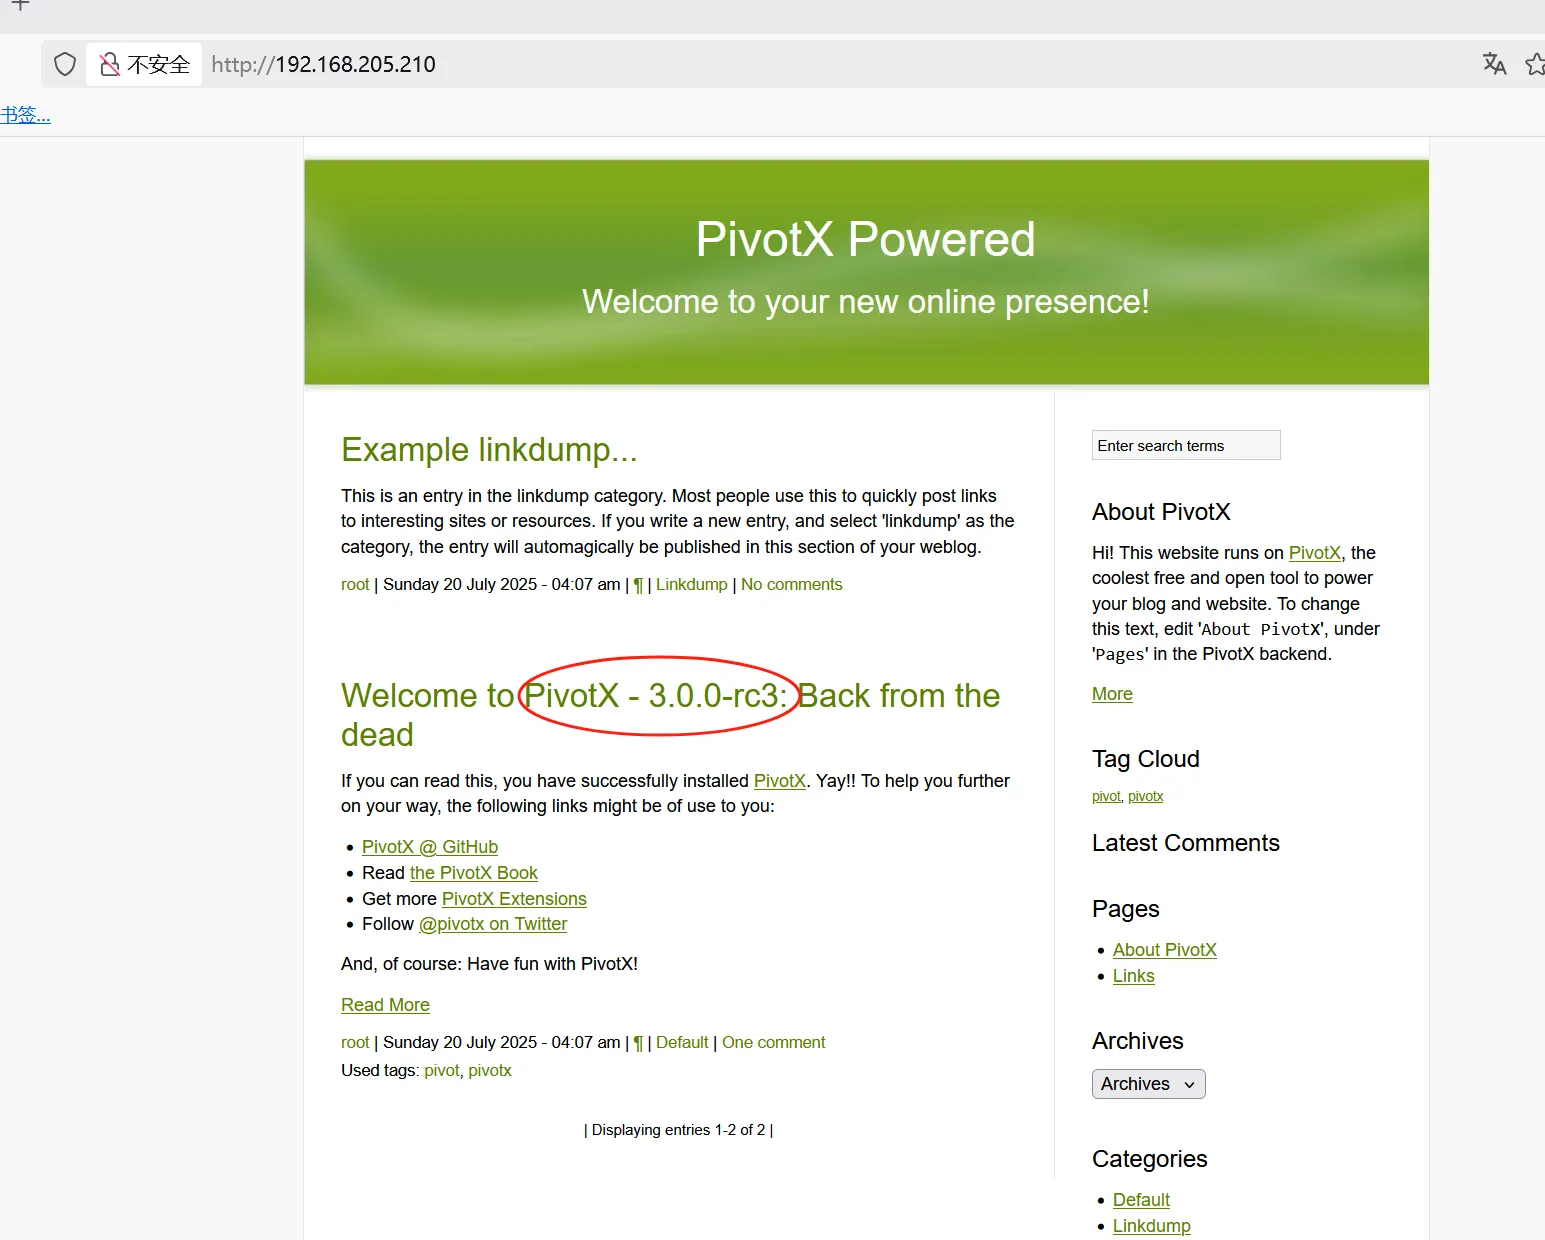 不安全 http://192.168.205.210
书签...
PivotX Powered
Welcome to your new online presence!
Example linkdump...
This is an entry in the linkdump category. Most people use this to quickly post links
to interesting sites or resources. If you write a new entry, and select 'linkdump' as the
category, the entry will automagically be published in this section of your weblog.
root | Sunday 20 July 2025 - 04:07 am | ¶ | Linkdump | No comments
Welcome to PivotX - 3.0.0-rc3: Back from the
dead
If you can read this, you have successfully installed PivotX. Yay!! To help you further
on your way, the following links might be of use to you:
• PivotX @ GitHub
• Read the PivotX Book
• Get more PivotX Extensions
• Follow @pivotx on Twitter
And, of course: Have fun with PivotX!
Read More
root | Sunday 20 July 2025 - 04:07 am | ¶ | Default | One comment
Used tags: pivot, pivotx
| Displaying entries 1-2 of 2 |
Enter search terms
About PivotX
Hi! This website runs on PivotX, the
coolest free and open tool to power
your blog and website. To change
this text, edit 'About PivotX', under
'Pages' in the PivotX backend.
More
Tag Cloud
pivot, pivotx
Latest Comments
Pages
• About PivotX
• Links
Archives
Archives
Categories
• Default
• Linkdump